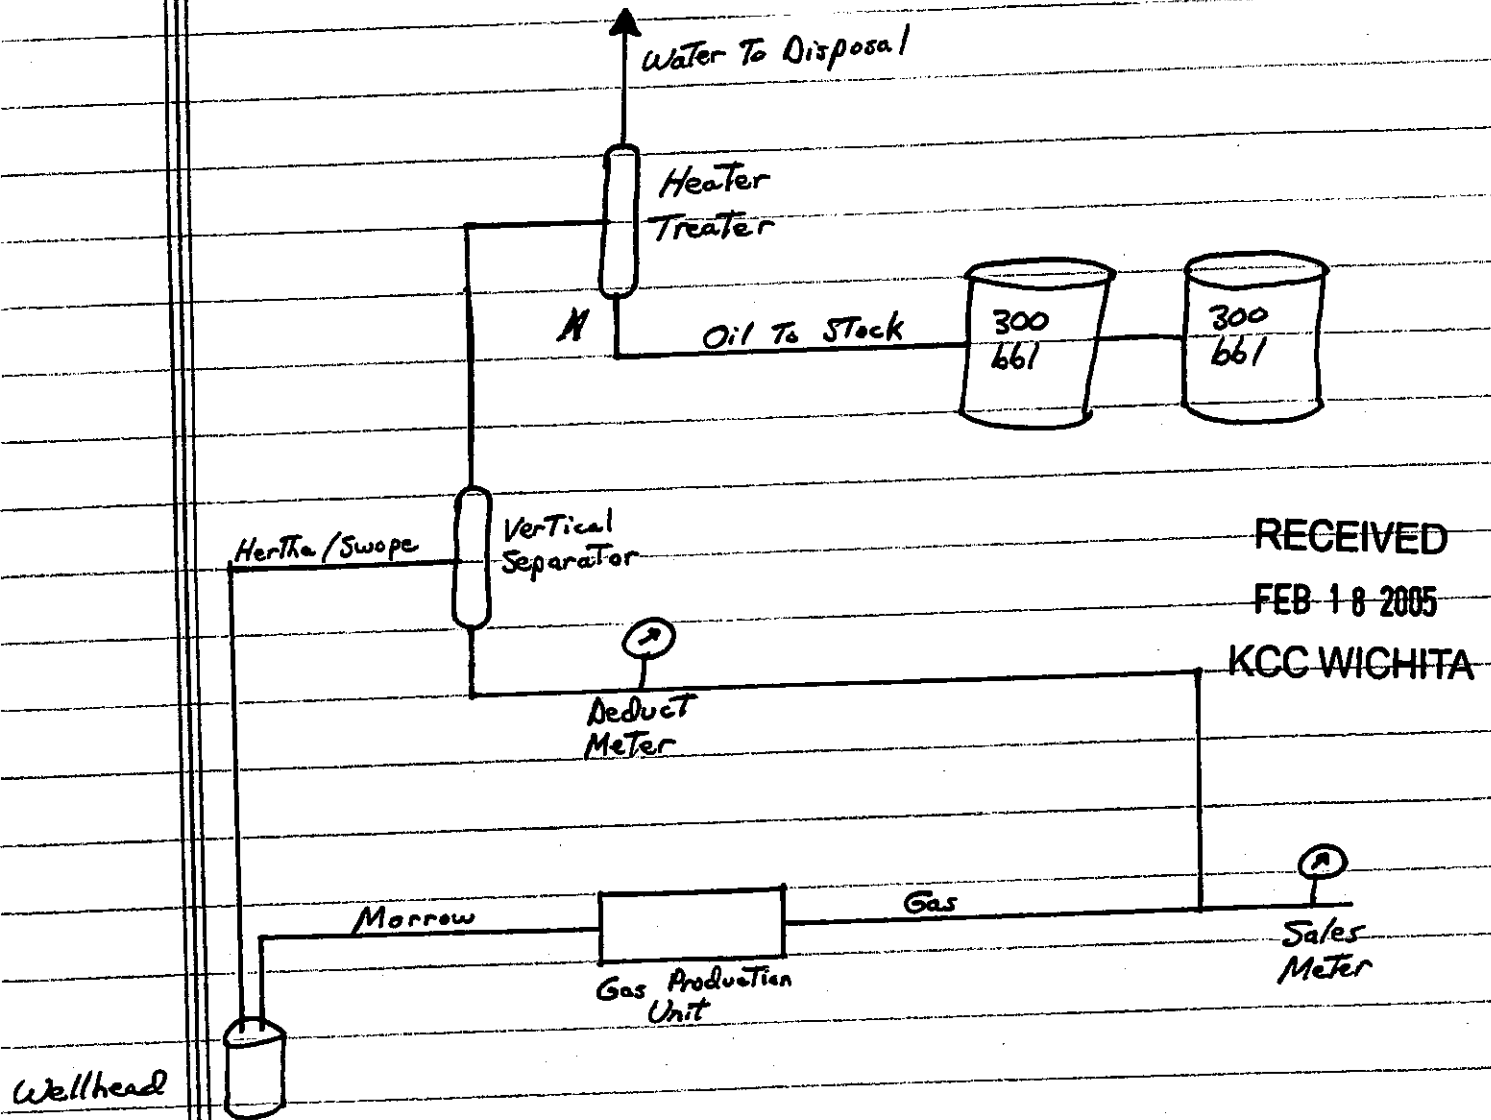 Water To Disposal
Heater
Treater
Oil To Stock
300
bbl
300
bbl
Hertha/Swope
Vertical
Separator
RECEIVED
FEB 18 2005
KCC WICHITA
Deduct
Meter
Morrow
Gas
Gas Production
Unit
Sales
Meter
Wellhead